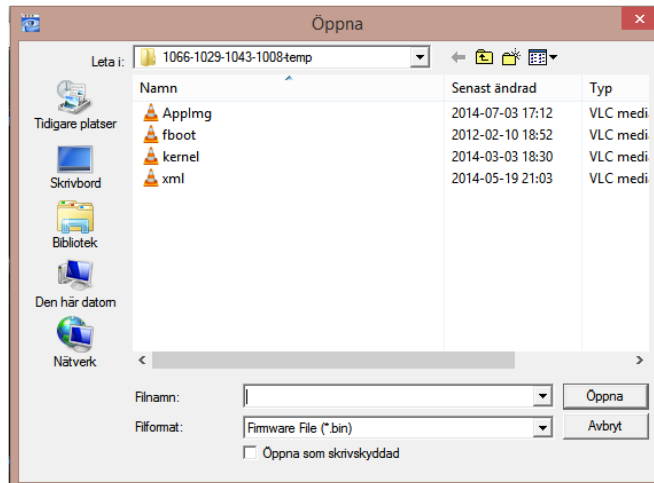 Öppna
Leta i:
1066-1029-1043-1008-temp
Namn Senast ändrad Typ
AppImg 2014-07-03 17:12 VLC medi
fboot 2012-02-10 18:52 VLC medi
kernel 2014-03-03 18:30 VLC medi
xml 2014-05-19 21:03 VLC medi
Tidigare platser
Skrivbord
Bibliotek
Den här datorn
Nätverk
Filnamn:
Öppna
Filformat:
Firmware File (*.bin)
Avbryt
Öppna som skrivskyddad